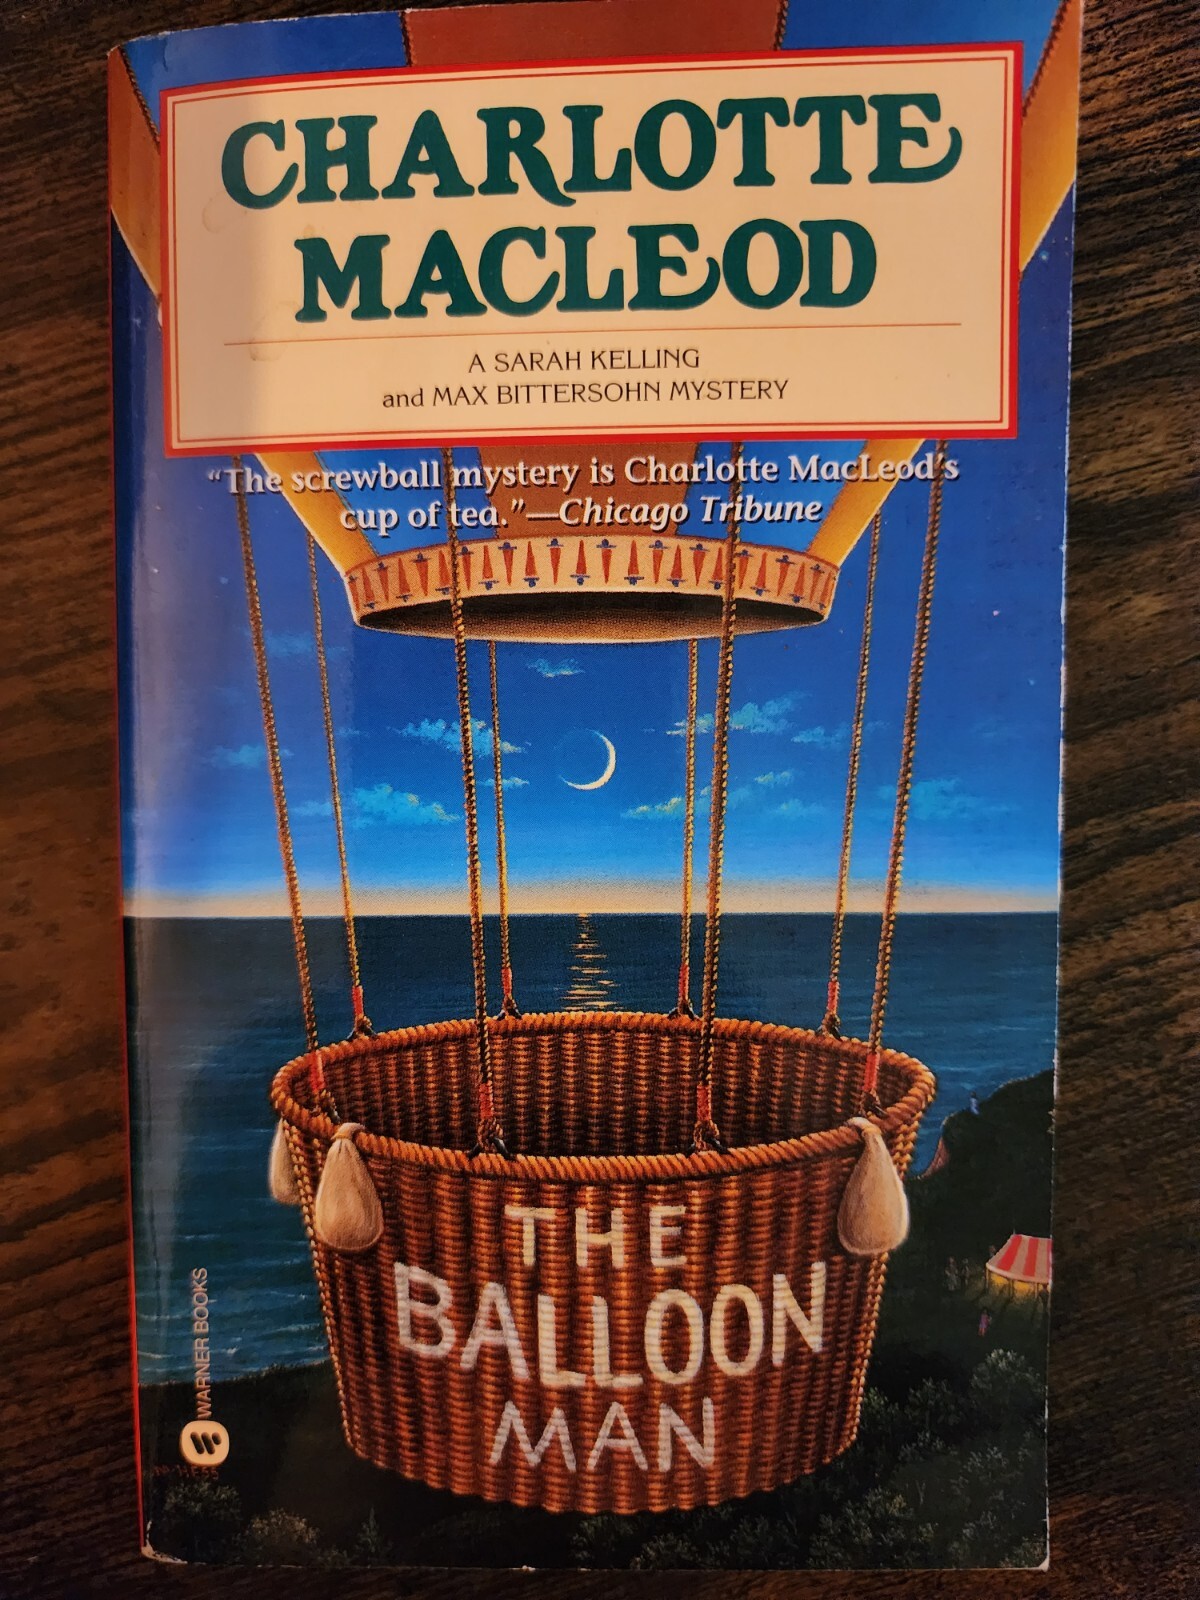 CHARLOTTE
MACLEOD
A SARAH KELLING
and MAX BITTERSOHN MYSTERY
“The screwball mystery is Charlotte MacLeod’s
cup of tea.”—Chicago Tribune
THE
BALLOON
MAN
WARNER BOOKS